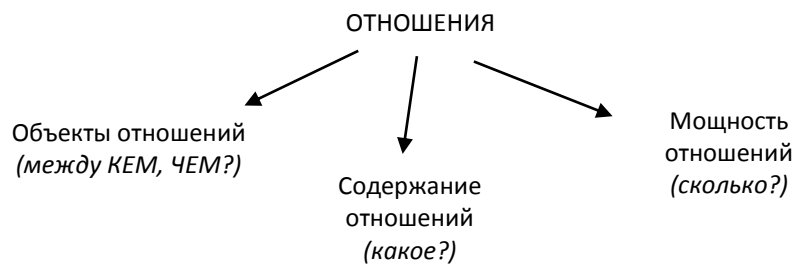 ОТНОШЕНИЯ
Объекты отношений
(между КЕМ, ЧЕМ?)
Содержание
отношений
(какое?)
Мощность
отношений
(сколько?)